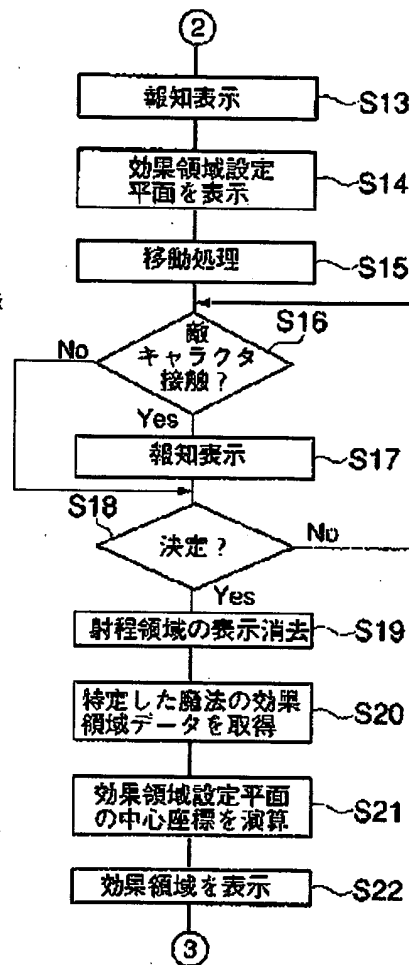 ②
報知表示
S13
効果領域設定
平面を表示
S14
移動処理
S15
敵
キャラクタ
接触？
S16
No
Yes
報知表示
S17
S18
決定？
No
Yes
射程領域の表示消去
S19
特定した魔法の効果
領域データを取得
S20
効果領域設定平面
の中心座標を演算
S21
効果領域を表示
S22
③